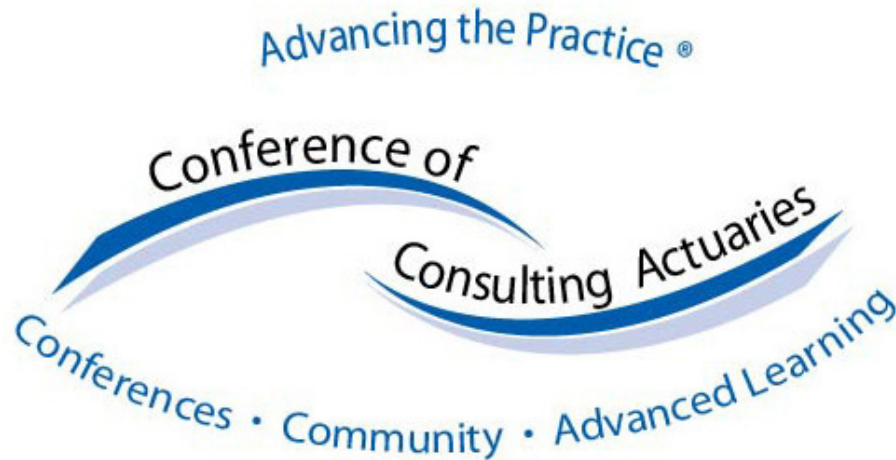 Advancing the Practice ®
Conference of
Consulting Actuaries
Conferences · Community · Advanced Learning